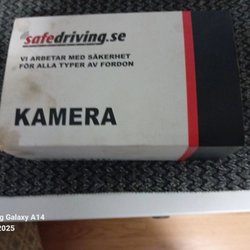 safedriving.se
VI ARBETAR MED SÄKERHET
FÖR ALLA TYPER AV FORDON
KAMERA
g Galaxy A14
2025